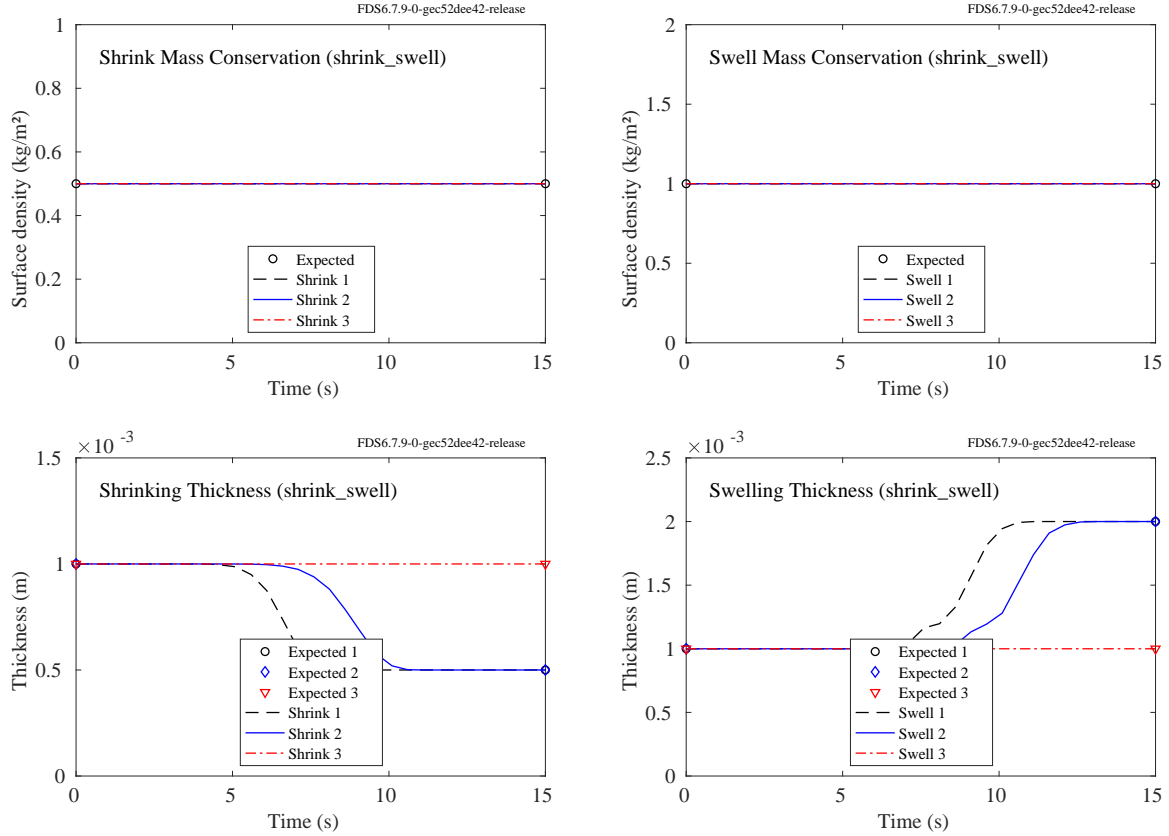 FDS6.7.9-0-gec52dee42-release
Shrink Mass Conservation (shrink_swell)
Surface density (kg/m²)
1
0.8
0.6
0.4
0.2
0
Expected
Shrink 1
Shrink 2
Shrink 3
0 5 10 15
Time (s)
FDS6.7.9-0-gec52dee42-release
Swell Mass Conservation (shrink_swell)
Surface density (kg/m²)
2
1.5
1
0.5
0
Expected
Swell 1
Swell 2
Swell 3
0 5 10 15
Time (s)
×10 -3
FDS6.7.9-0-gec52dee42-release
Shrinking Thickness (shrink_swell)
Thickness (m)
1.5
1
0.5
0
Expected 1
Expected 2
Expected 3
Shrink 1
Shrink 2
Shrink 3
0 5 10 15
Time (s)
×10 -3
FDS6.7.9-0-gec52dee42-release
Swelling Thickness (shrink_swell)
Thickness (m)
2.5
2
1.5
1
0.5
0
Expected 1
Expected 2
Expected 3
Swell 1
Swell 2
Swell 3
0 5 10 15
Time (s)